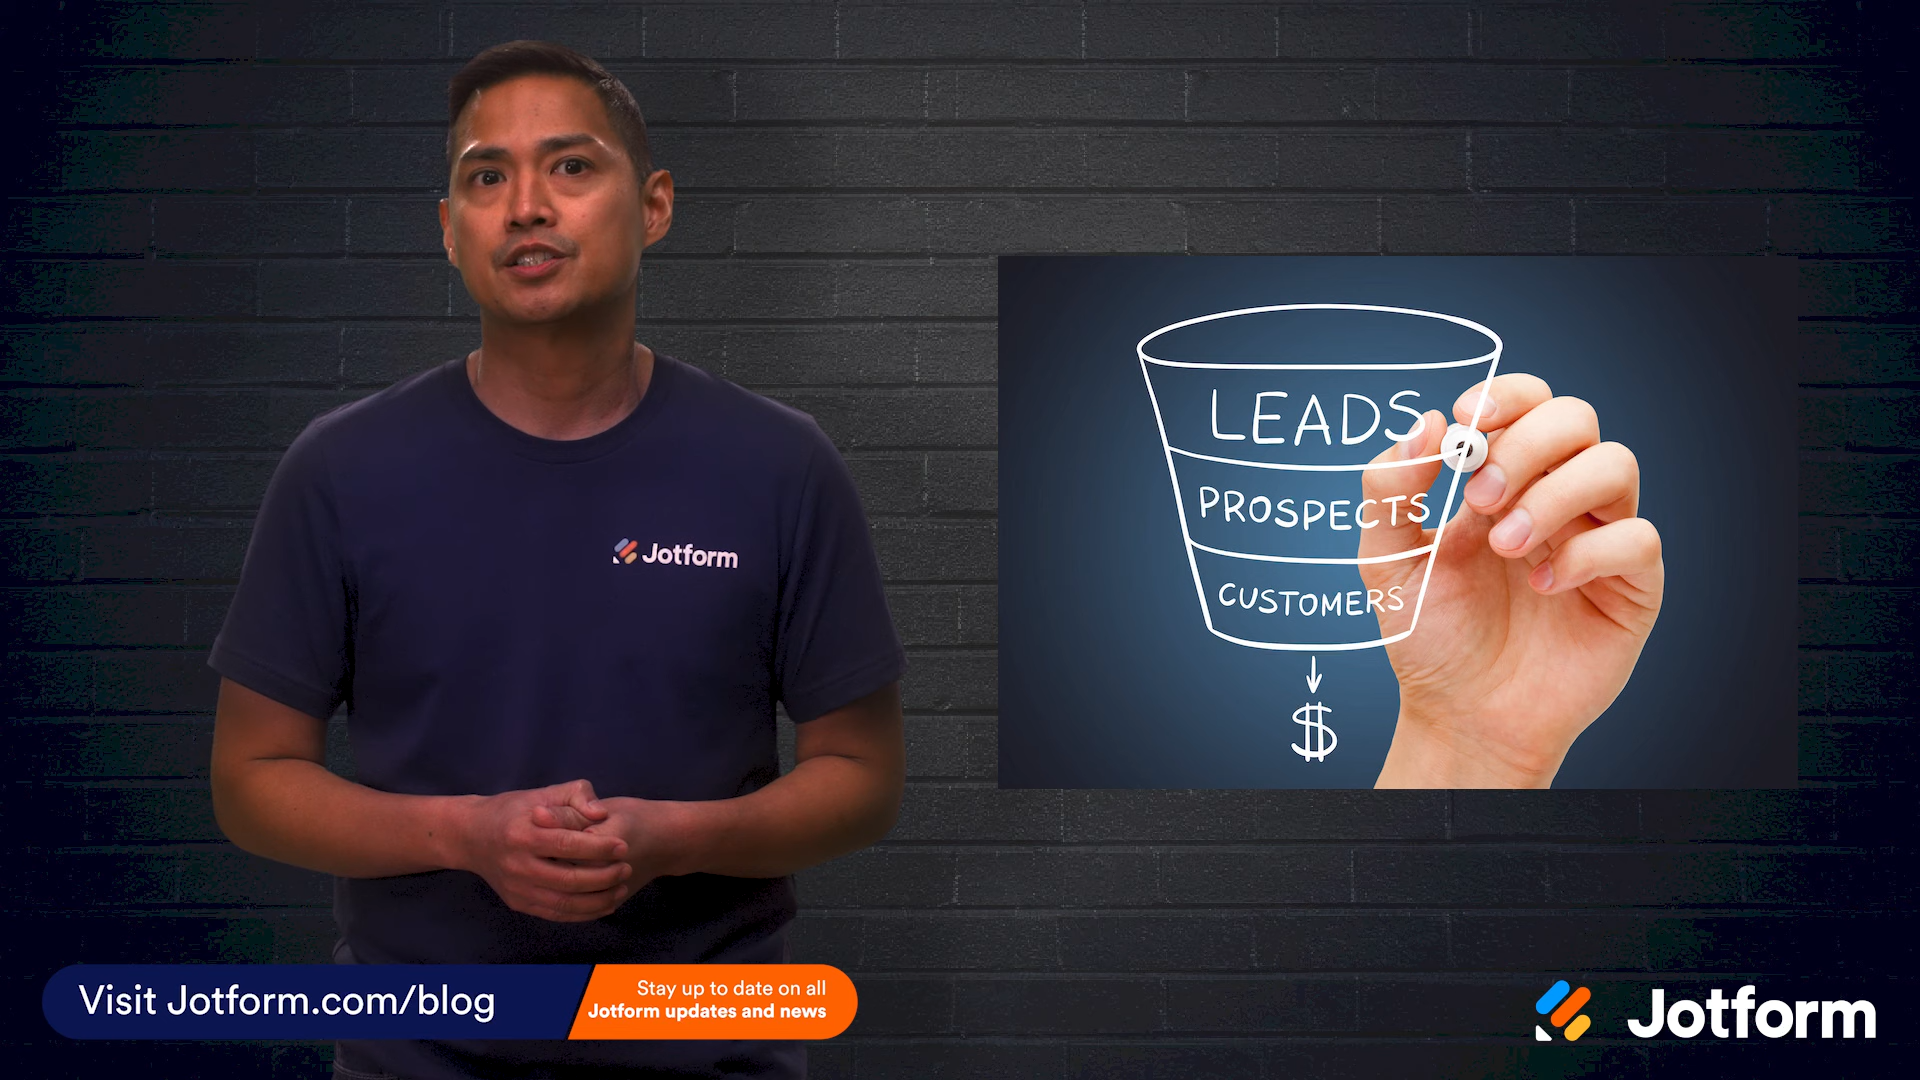 Jotform
LEADS
PROSPECTS
CUSTOMERS
$
Visit Jotform.com/blog
Stay up to date on all
Jotform updates and news
Jotform